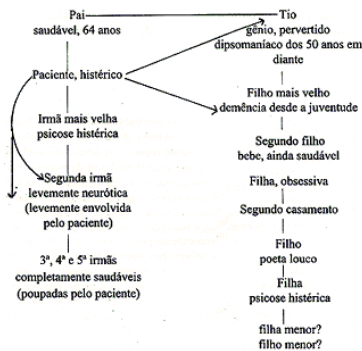 Pai
saudável, 64 anos
Paciente, histérico
Irmã mais velha
psicose histérica
Segunda irmã
levemente neurótica
(levemente envolvida
pelo paciente)
3ª, 4ª e 5ª irmãs
completamente saudáveis
(poupadas pelo paciente)
Tio
gênio, pervertido
dipsomaníaco dos 50 anos em
diante
Filho mais velho
demência desde a juventude
Segundo filho
bebe, ainda saudável
Filha, obsessiva
Segundo casamento
Filho
poeta louco
Filha
psicose histérica
filha menor?
filho menor?